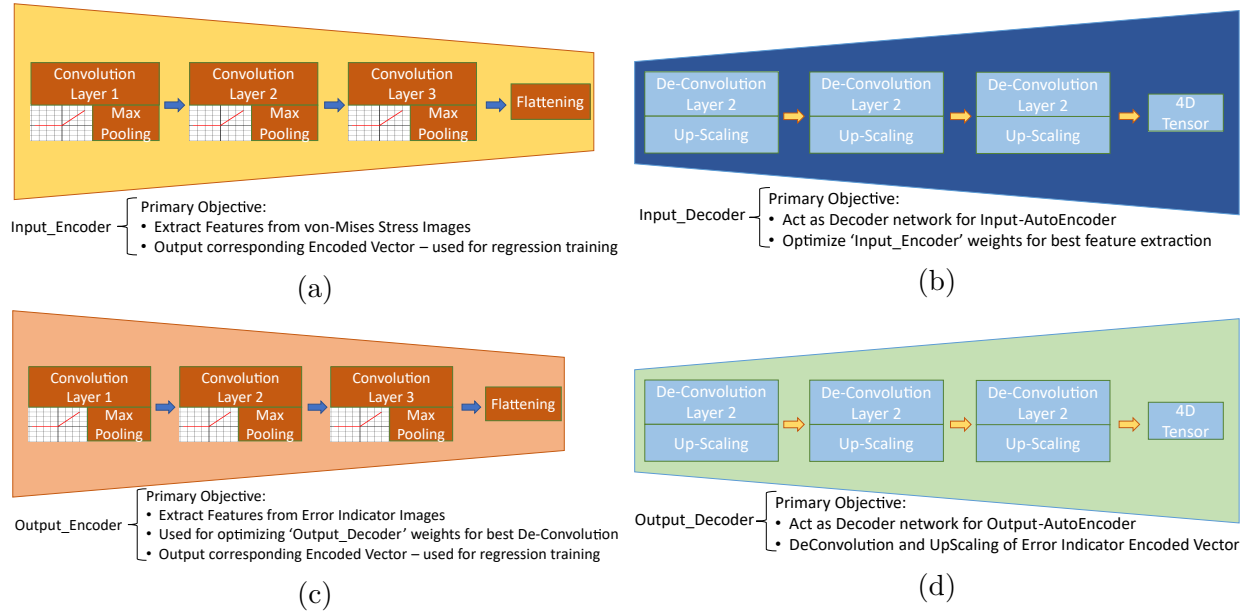 Convolution
Layer 1
Max
Pooling
Convolution
Layer 2
Max
Pooling
Convolution
Layer 3
Max
Pooling
Flattening
Input_Encoder
Primary Objective:
• Extract Features from von-Mises Stress Images
• Output corresponding Encoded Vector – used for regression training
(a)
De-Convolution
Layer 2
Up-Scaling
De-Convolution
Layer 2
Up-Scaling
De-Convolution
Layer 2
Up-Scaling
4D
Tensor
Input_Decoder
Primary Objective:
• Act as Decoder network for Input-AutoEncoder
• Optimize ‘Input_Encoder’ weights for best feature extraction
(b)
Convolution
Layer 1
Max
Pooling
Convolution
Layer 2
Max
Pooling
Convolution
Layer 3
Max
Pooling
Flattening
Output_Encoder
Primary Objective:
• Extract Features from Error Indicator Images
• Used for optimizing ‘Output_Decoder’ weights for best De-Convolution
• Output corresponding Encoded Vector – used for regression training
(c)
De-Convolution
Layer 2
Up-Scaling
De-Convolution
Layer 2
Up-Scaling
De-Convolution
Layer 2
Up-Scaling
4D
Tensor
Output_Decoder
Primary Objective:
• Act as Decoder network for Output-AutoEncoder
• DeConvolution and UpScaling of Error Indicator Encoded Vector
(d)